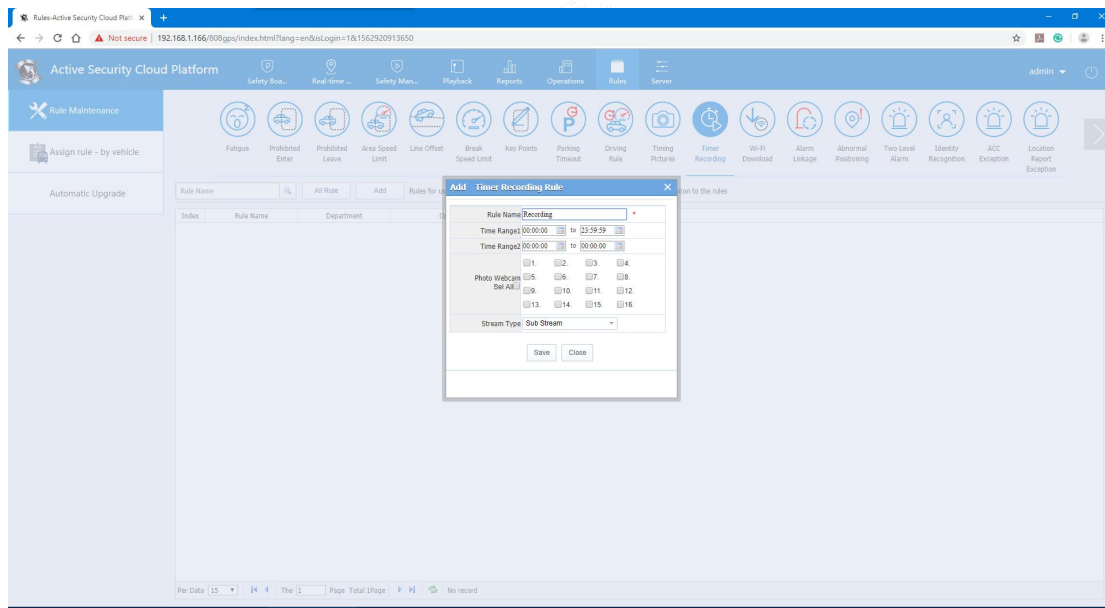 Rules-Active Security Cloud Platf
Not secure | 192.168.1.166/808gps/index.html?lang=en&isLogin=1&1562920913650
Active Security Cloud Platform
Safety Boa... Real-time ... Safety Man... Playback Reports Operations Rules Server
admin
Rule Maintenance
Assign rule - by vehicle
Automatic Upgrade
Fatigue Prohibited Enter Prohibited Leave Area Speed Limit Line Offset Break Speed Limit Key Points Parking Timeout Driving Rule Timing Pictures Timer Recording Wi-Fi Download Alarm Linkage Abnormal Positioning Two Level Alarm Identity Recognition ACC Exception Location Report Exception
Rule Name All Rule Add Rules for u
tion to the rules
Index Rule Name Department O
Add Timer Recording Rule
Rule Name Recording *
Time Range1 00:00:00 to 23:59:59
Time Range2 00:00:00 to 00:00:00
Photo Webcam
Sel All
1. 2. 3. 4.
5. 6. 7. 8.
9. 10. 11. 12.
13. 14. 15. 16.
Stream Type Sub Stream
Save Close
Per Data 15 The 1 Page Total 1Page No record